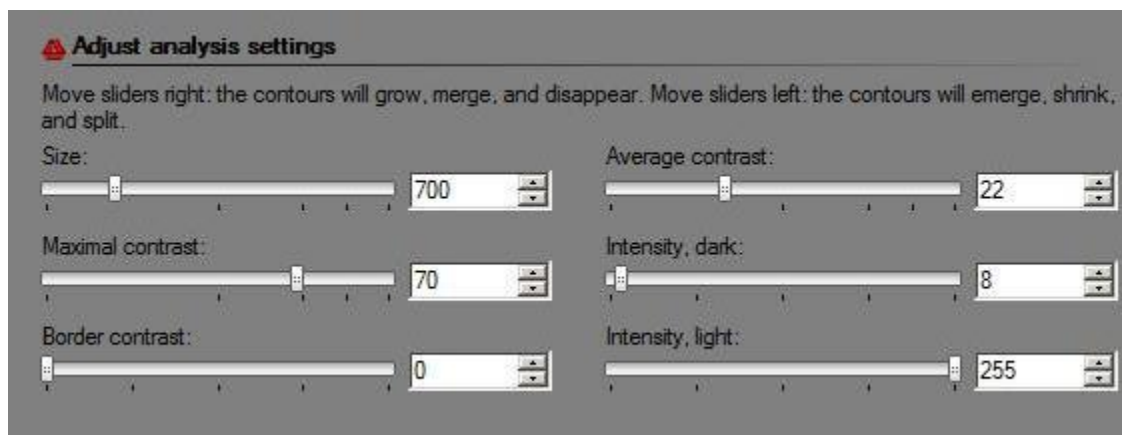 Adjust analysis settings
Move sliders right: the contours will grow, merge, and disappear. Move sliders left: the contours will emerge, shrink,
and split.
Size:
700
Average contrast:
22
Maximal contrast:
70
Intensity, dark:
8
Border contrast:
0
Intensity, light:
255